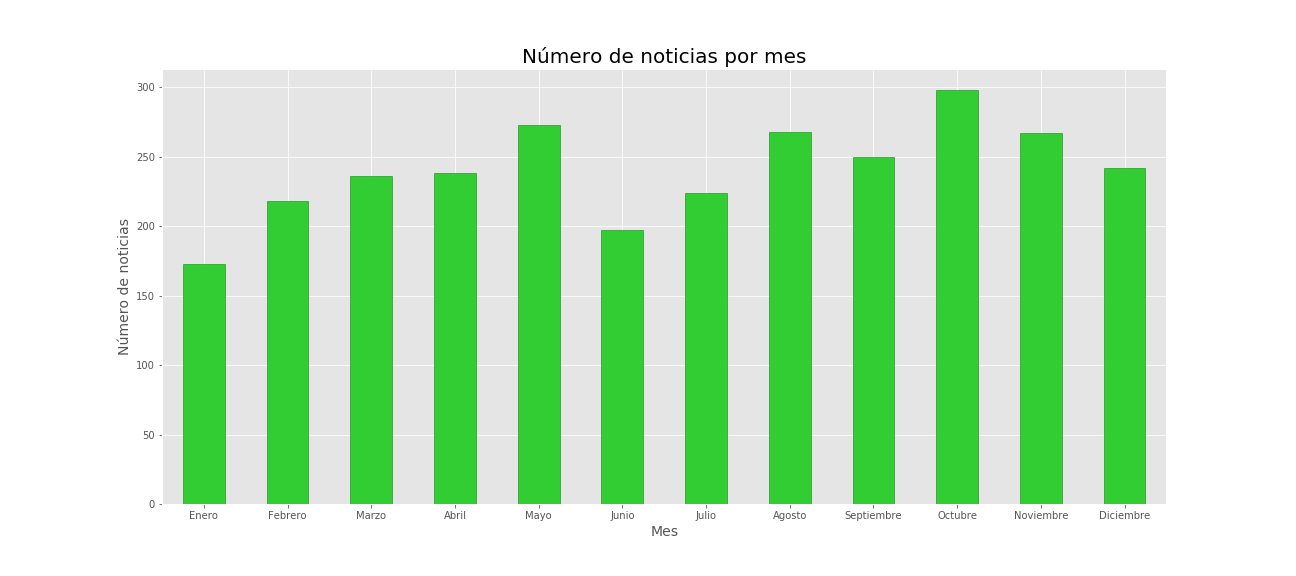 Número de noticias por mes
300
250
200
150
100
50
0
Número de noticias
Enero Febrero Marzo Abril Mayo Junio Julio Agosto Septiembre Octubre Noviembre Diciembre
Mes